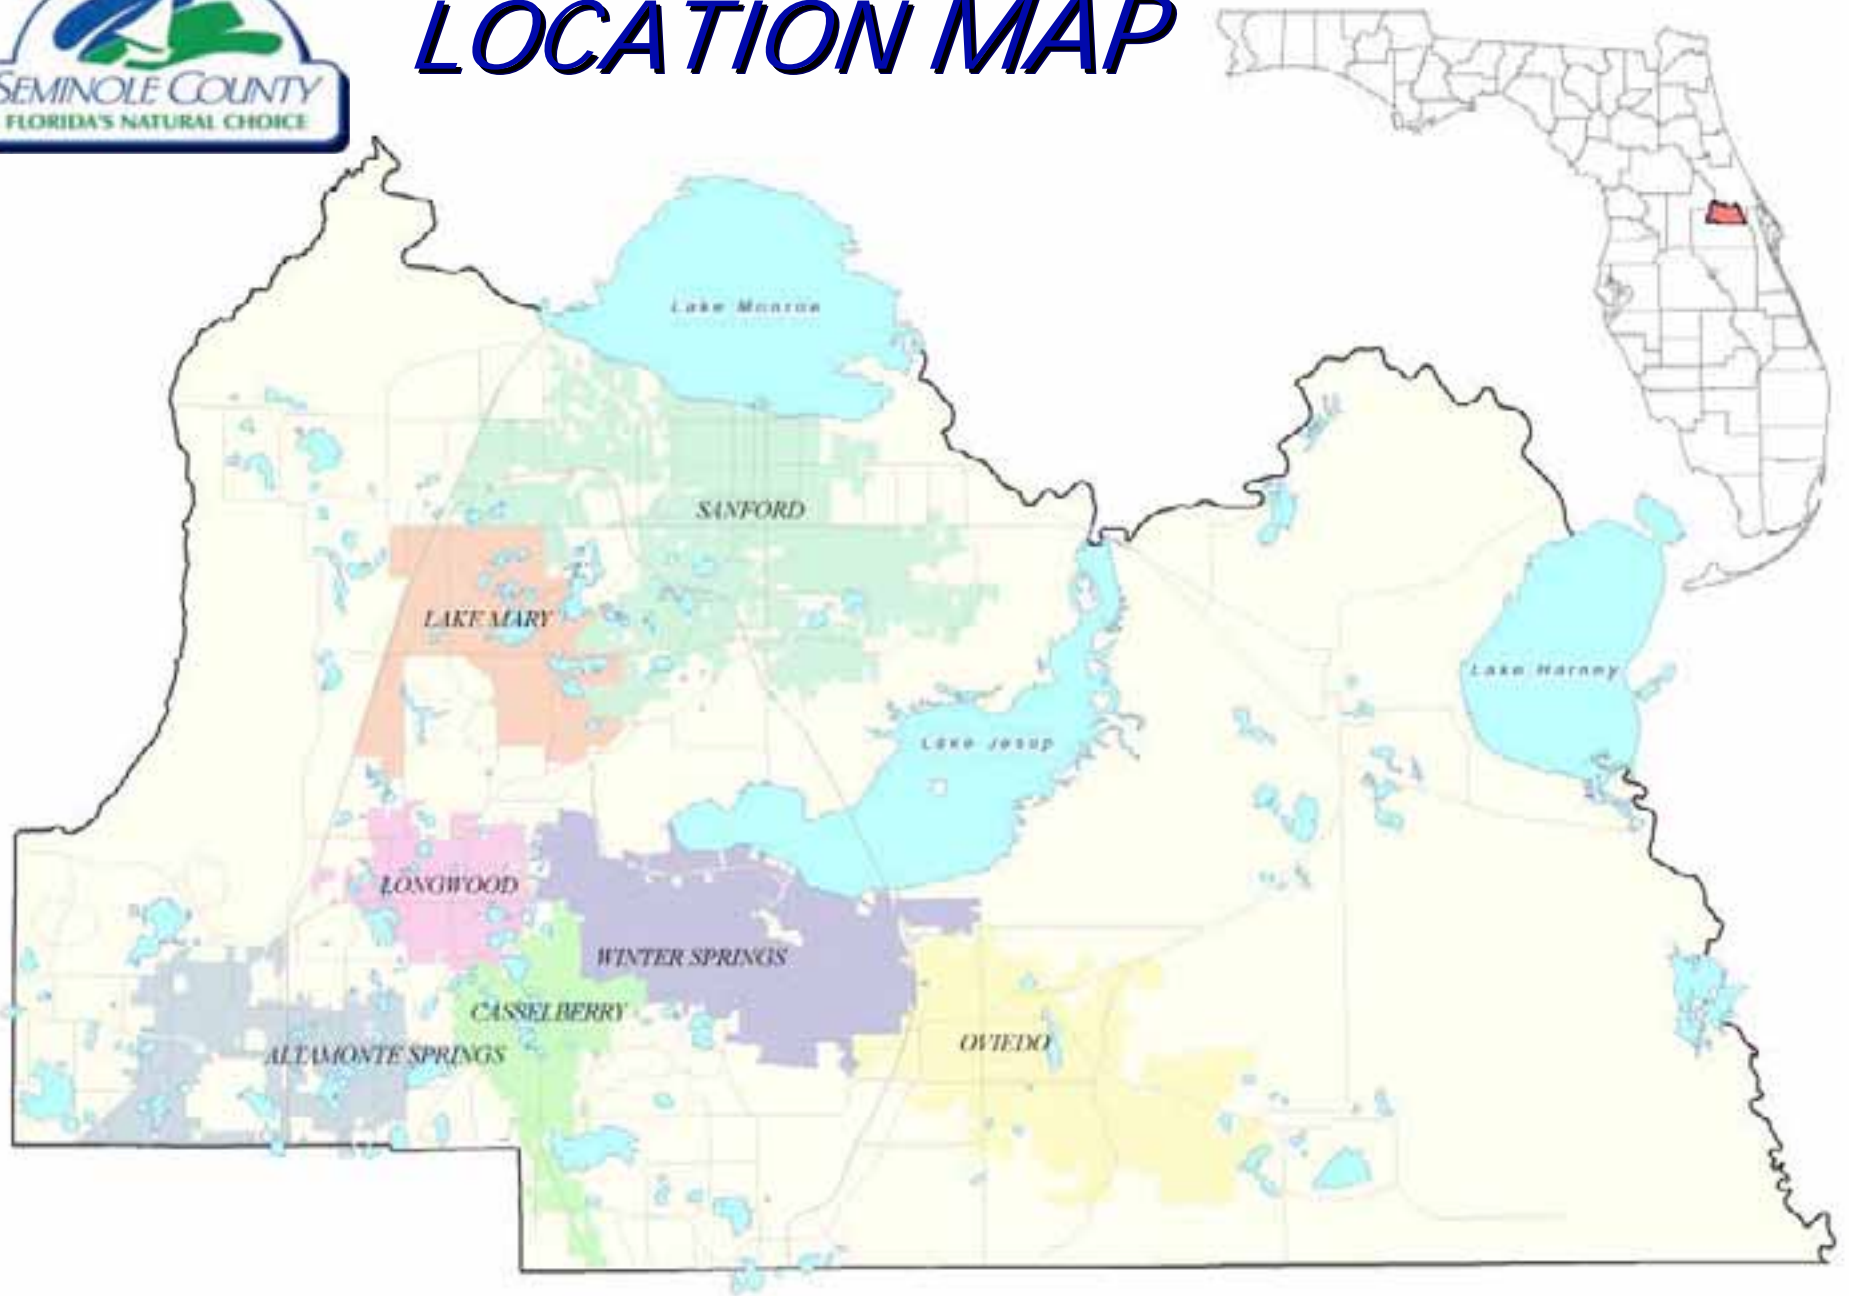 LOCATION MAP
SEMINOLE COUNTY
FLORIDA'S NATURAL CHOICE
Lake Monroe
SANFORD
LAKE MARY
Lake Harney
Lake Jesup
LONGWOOD
WINTER SPRINGS
CASSELBERRY
OVIEDO
ALTAMONTE SPRINGS